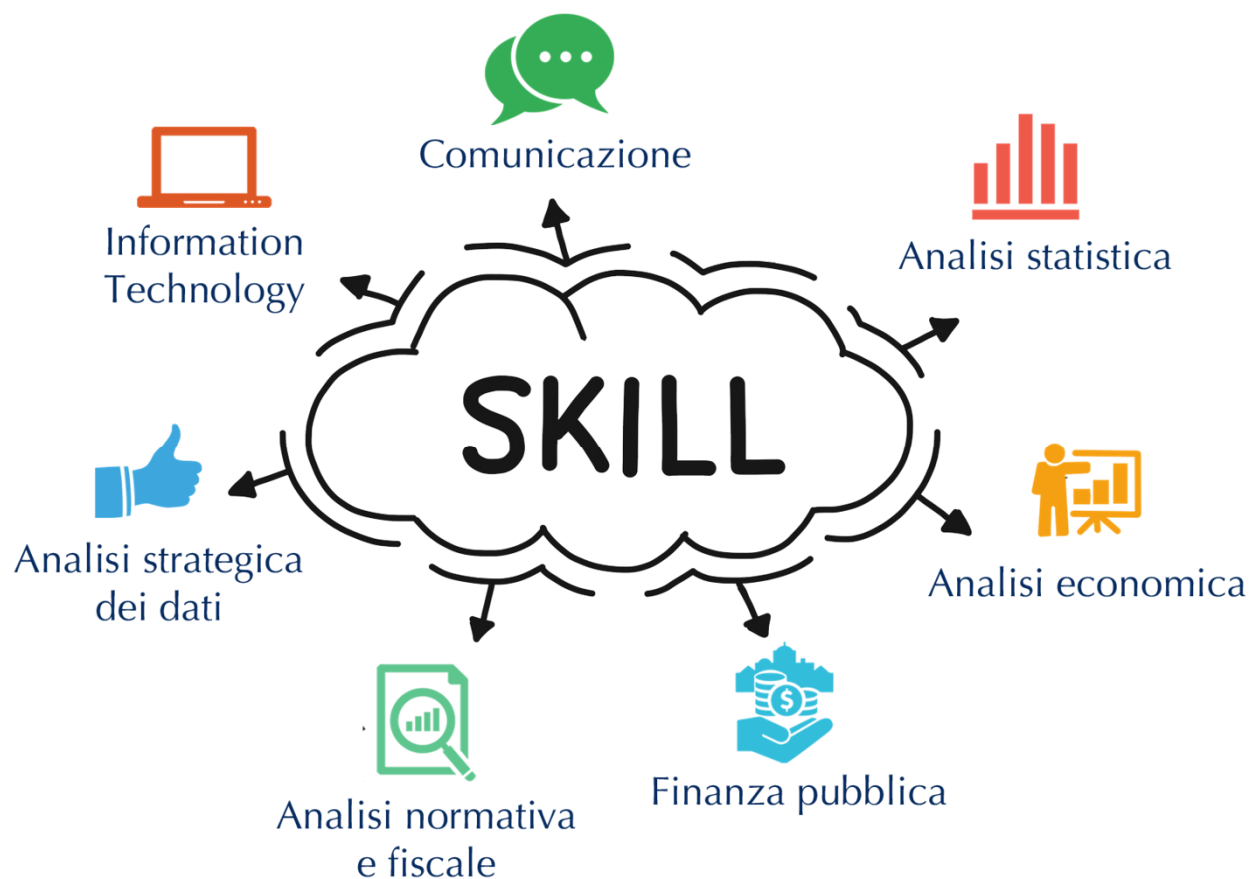 Comunicazione
Information
Technology
Analisi statistica
SKILL
Analisi strategica
dei dati
Analisi economica
Analisi normativa
e fiscale
Finanza pubblica
$